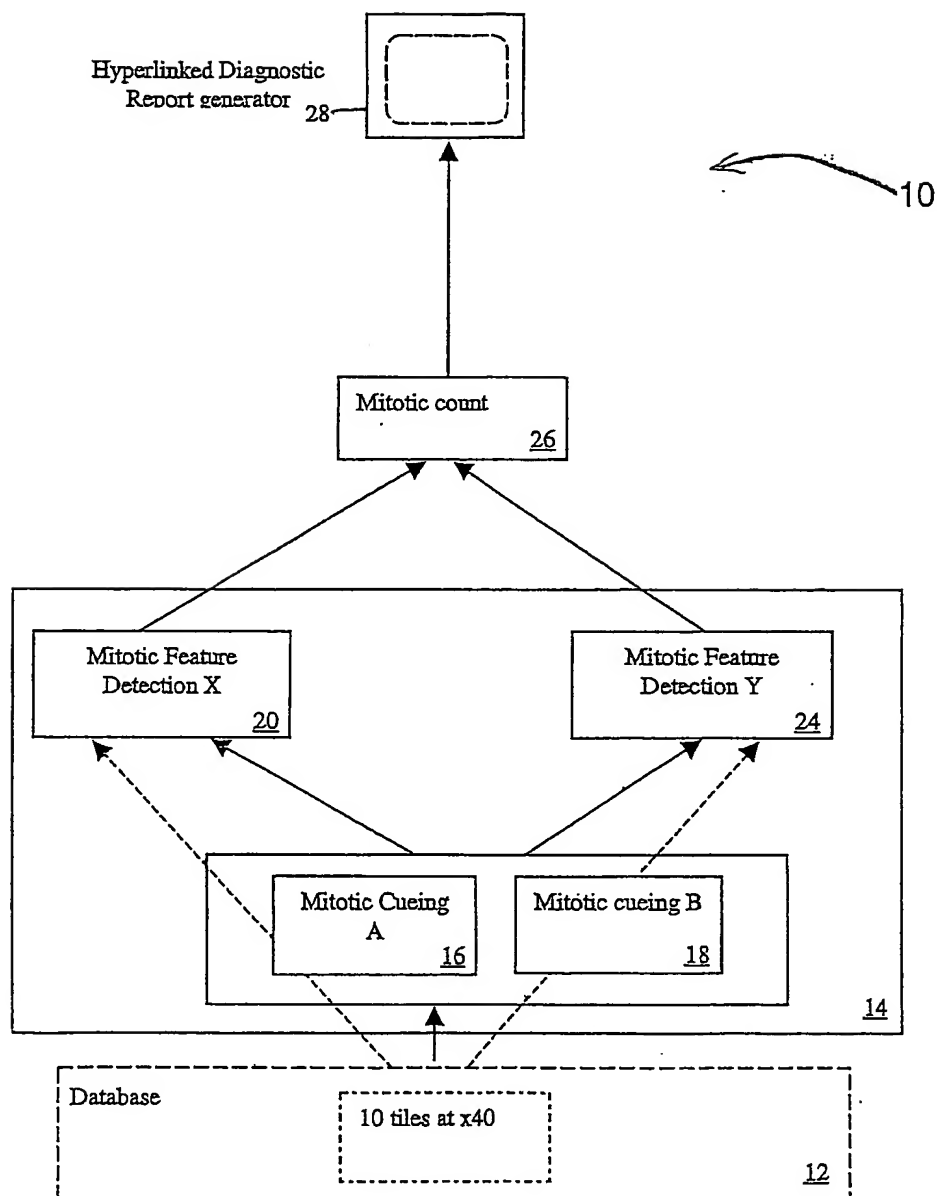 Hyperlinked Diagnostic
Report generator
28
10
Mitotic count
26
Mitotic Feature
Detection X
20
Mitotic Feature
Detection Y
24
Mitotic Cueing
A
16
Mitotic cueing B
18
14
Database
10 tiles at x40
12